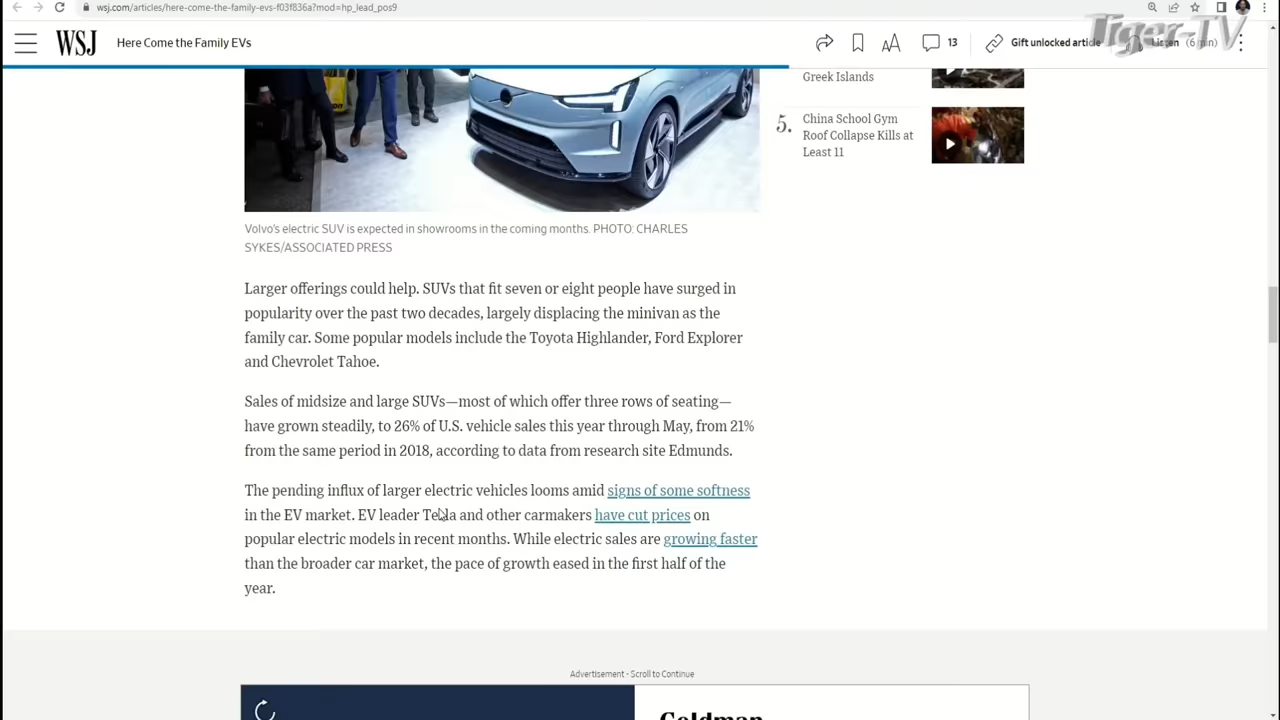 wsj.com/articles/here-come-the-family-evs-f03f836a?mod=hp_lead_pos9
Tiger-TV
WSJ
Here Come the Family EVs
13
Gift unlocked article
Listen (6 min)
Greek Islands
5.
China School Gym
Roof Collapse Kills at
Least 11
Volvo's electric SUV is expected in showrooms in the coming months. PHOTO: CHARLES
SYKES/ASSOCIATED PRESS
Larger offerings could help. SUVs that fit seven or eight people have surged in
popularity over the past two decades, largely displacing the minivan as the
family car. Some popular models include the Toyota Highlander, Ford Explorer
and Chevrolet Tahoe.
Sales of midsize and large SUVs—most of which offer three rows of seating—
have grown steadily, to 26% of U.S. vehicle sales this year through May, from 21%
from the same period in 2018, according to data from research site Edmunds.
The pending influx of larger electric vehicles looms amid signs of some softness
in the EV market. EV leader Tesla and other carmakers have cut prices on
popular electric models in recent months. While electric sales are growing faster
than the broader car market, the pace of growth eased in the first half of the
year.
Advertisement - Scroll to Continue
Goldman